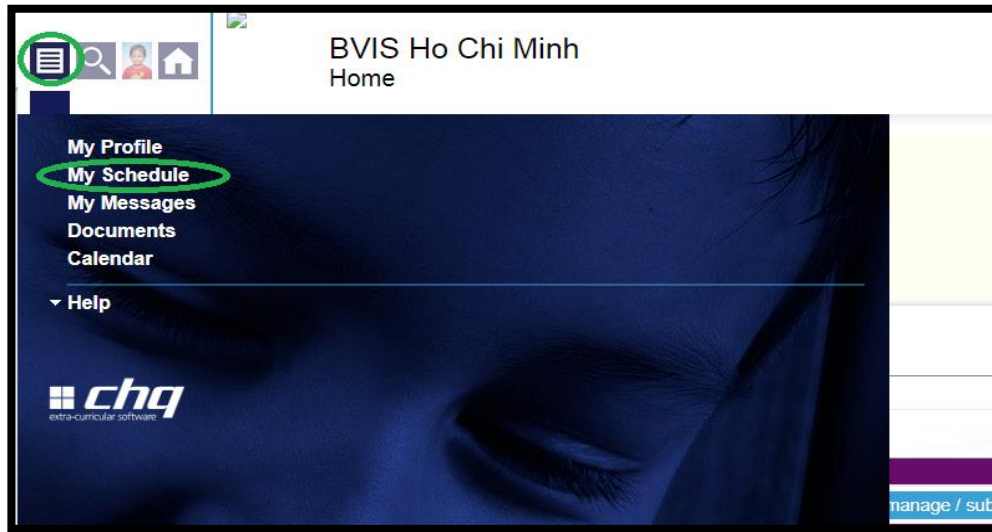 BVIS Ho Chi Minh
Home
My Profile
My Schedule
My Messages
Documents
Calendar
Help
chq
extra-curricular software
manage / sub